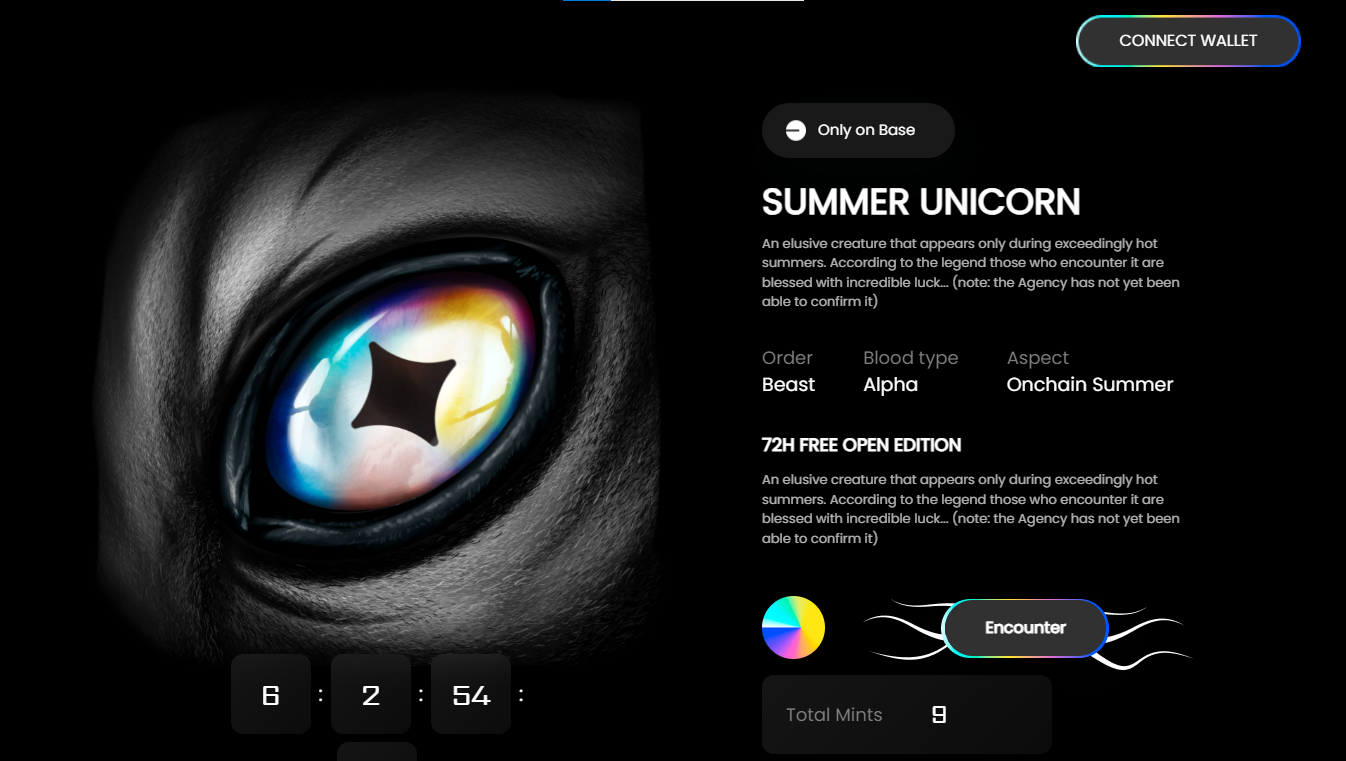 CONNECT WALLET
Only on Base
SUMMER UNICORN
An elusive creature that appears only during exceedingly hot
summers. According to the legend those who encounter it are
blessed with incredible luck... (note: the Agency has not yet been
able to confirm it)
Order Blood type Aspect
Beast Alpha Onchain Summer
72H FREE OPEN EDITION
An elusive creature that appears only during exceedingly hot
summers. According to the legend those who encounter it are
blessed with incredible luck... (note: the Agency has not yet been
able to confirm it)
Encounter
6 : 2 : 54 :
Total Mints 9